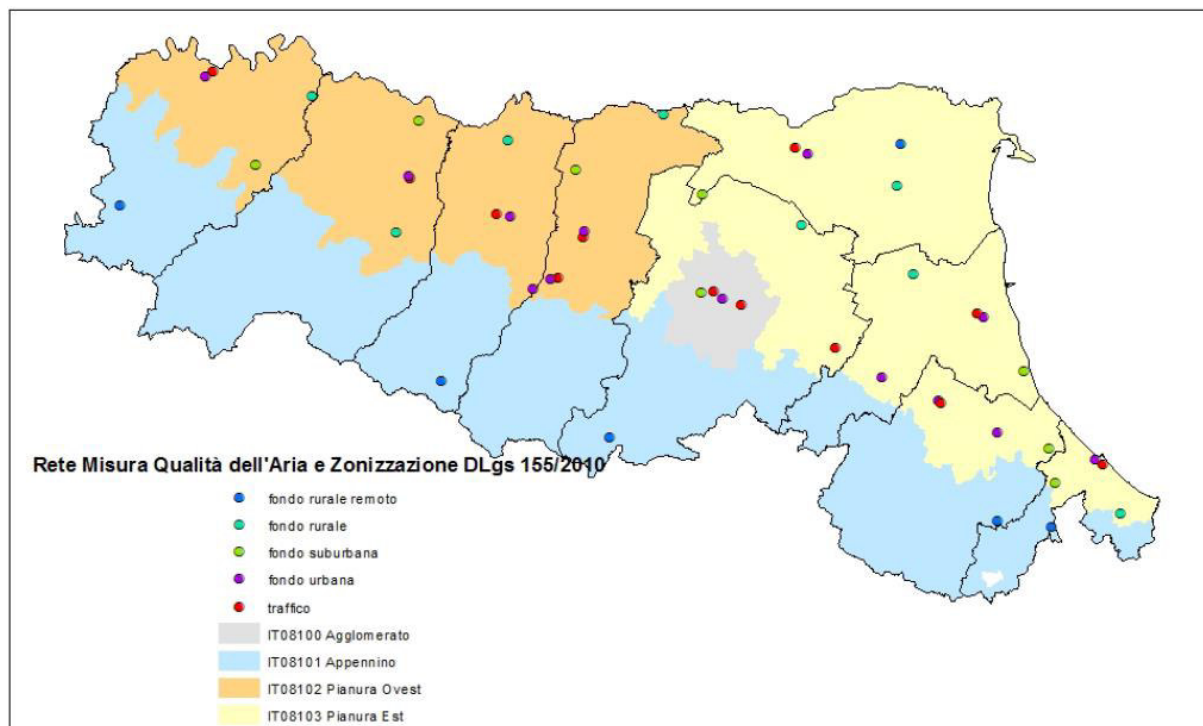 Rete Misura Qualità dell'Aria e Zonizzazione DLgs 155/2010
fondo rurale remoto
fondo rurale
fondo suburbana
fondo urbana
traffico
IT08100 Agglomerato
IT08101 Appennino
IT08102 Pianura Ovest
IT08103 Pianura Est